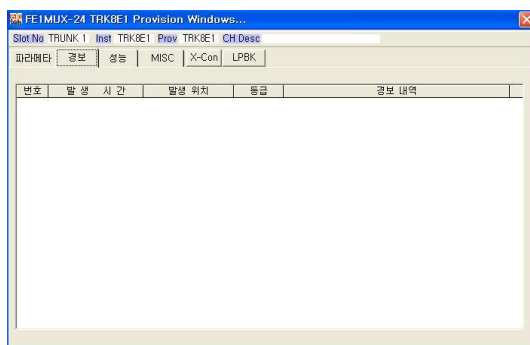 FE1MUX-24 TRK8E1 Provision Windows...
Slot No TRUNK 1 Inst TRK8E1 Prov TRK8E1 CH Desc
파라메타 경보 성능 MISC X-Con LPBK
번호 발 생 시 간 발생 위치 등급 경보 내역